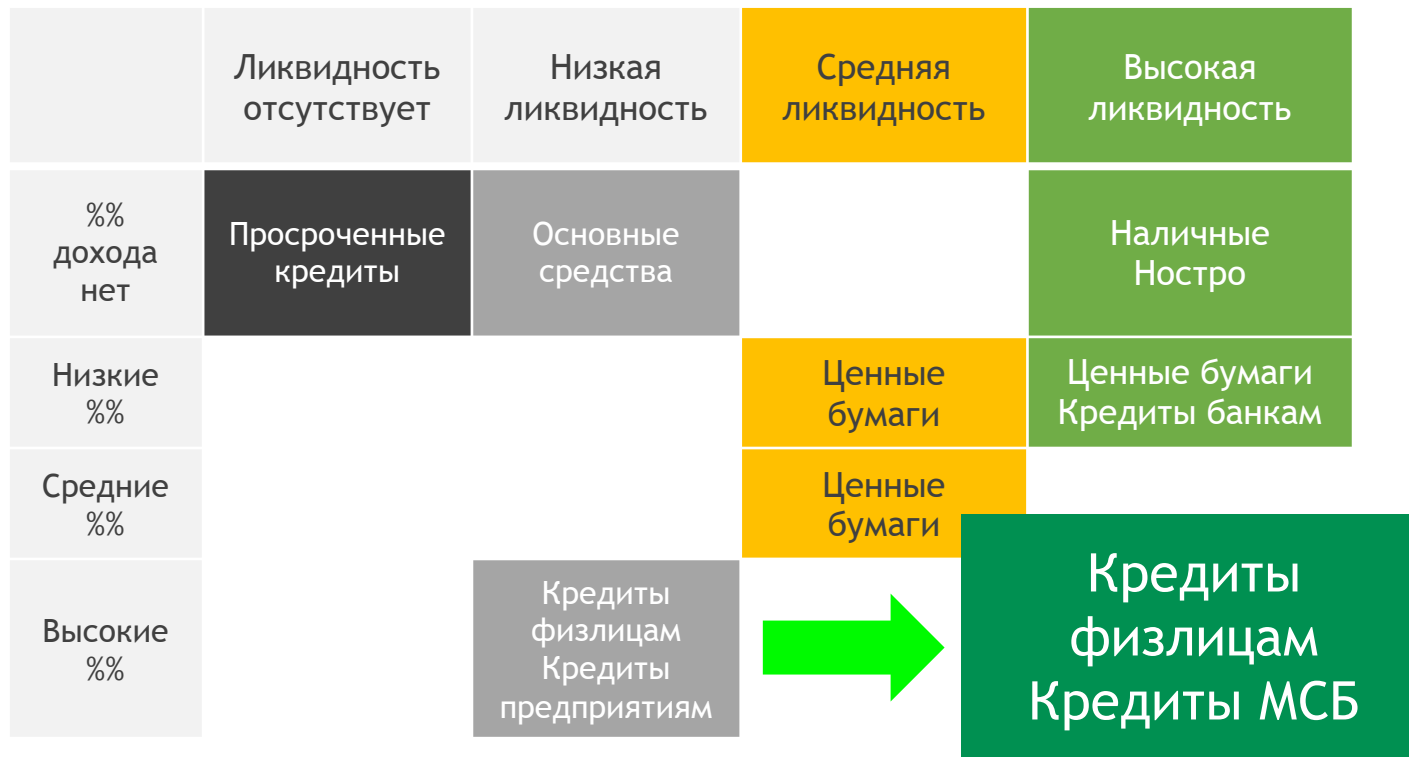 Ликвидность
отсутствует
Низкая
ликвидность
Средняя
ликвидность
Высокая
ликвидность
%%
дохода
нет
Просроченные
кредиты
Основные
средства
Наличные
Ностро
Низкие
%%
Ценные
бумаги
Ценные бумаги
Кредиты банкам
Средние
%%
Ценные
бумаги
Высокие
%%
Кредиты
физлицам
Кредиты
предприятиям
Кредиты
физлицам
Кредиты МСБ